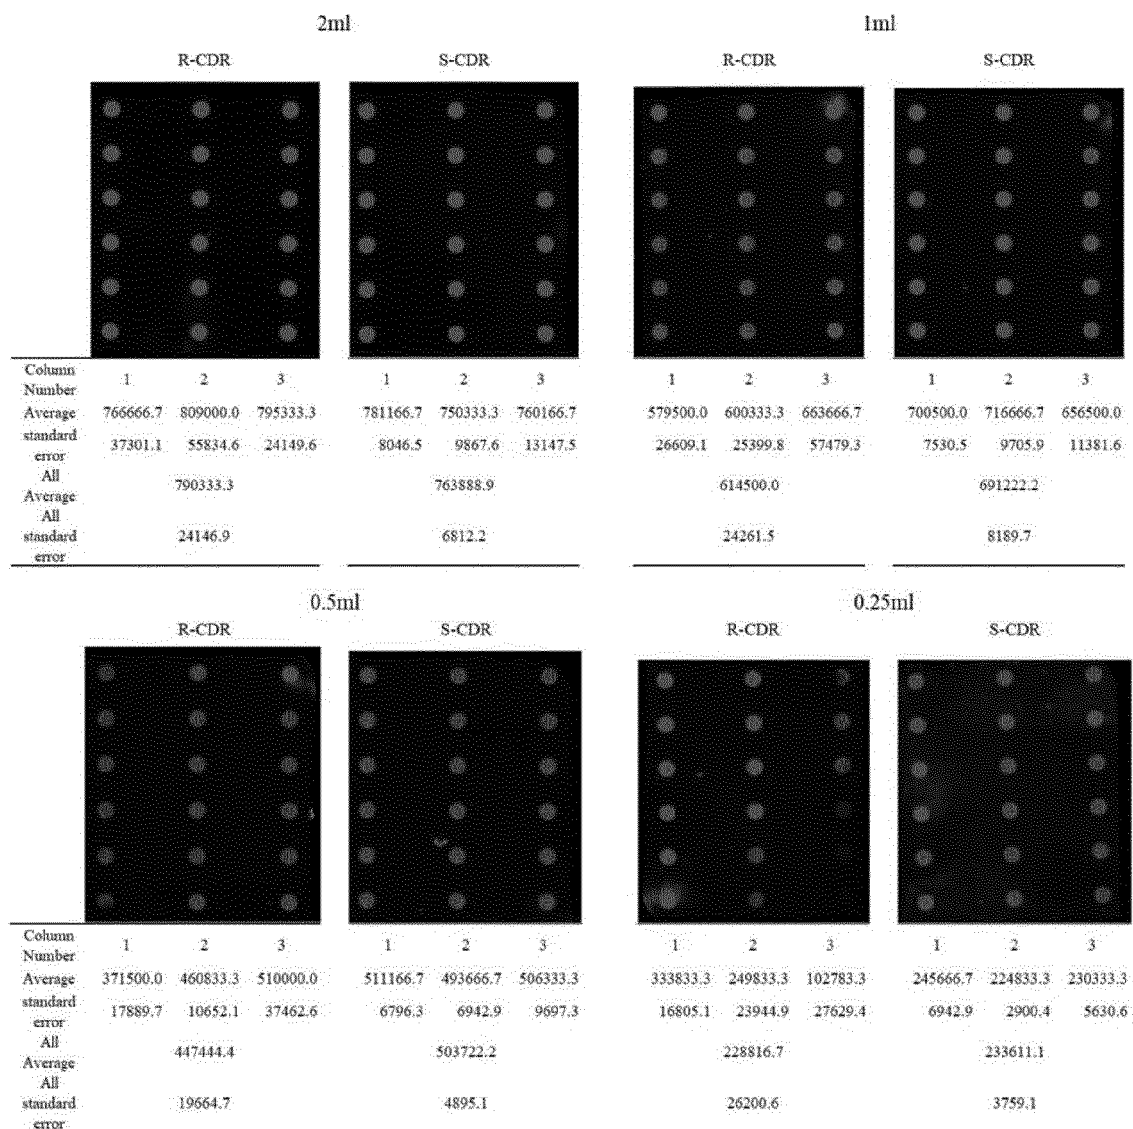 2ml 1ml
R-CDR S-CDR R-CDR S-CDR
Column Number 1 2 3 1 2 3 1 2 3 1 2 3
Average 766666.7 809000.0 795333.3 781166.7 750333.3 760166.7 579500.0 600333.3 663666.7 700500.0 716666.7 656500.0
standard error 37301.1 55834.6 24149.6 8046.5 9867.6 13147.5 26609.1 25399.8 57479.3 7530.5 9705.9 11381.6
All Average 790333.3 763888.9 614500.0 691222.2
All standard error 24146.9 6812.2 24261.5 8189.7
0.5ml 0.25ml
R-CDR S-CDR R-CDR S-CDR
Column Number 1 2 3 1 2 3 1 2 3 1 2 3
Average 371500.0 460833.3 510000.0 511166.7 493666.7 506333.3 333833.3 249833.3 102783.3 245666.7 224833.3 230333.3
standard error 17889.7 10652.1 37462.6 6796.3 6942.9 9697.3 16805.1 23944.9 27629.4 6942.9 2900.4 5630.6
All Average 447444.4 503722.2 228816.7 233611.1
All standard error 19664.7 4895.1 26200.6 3759.1